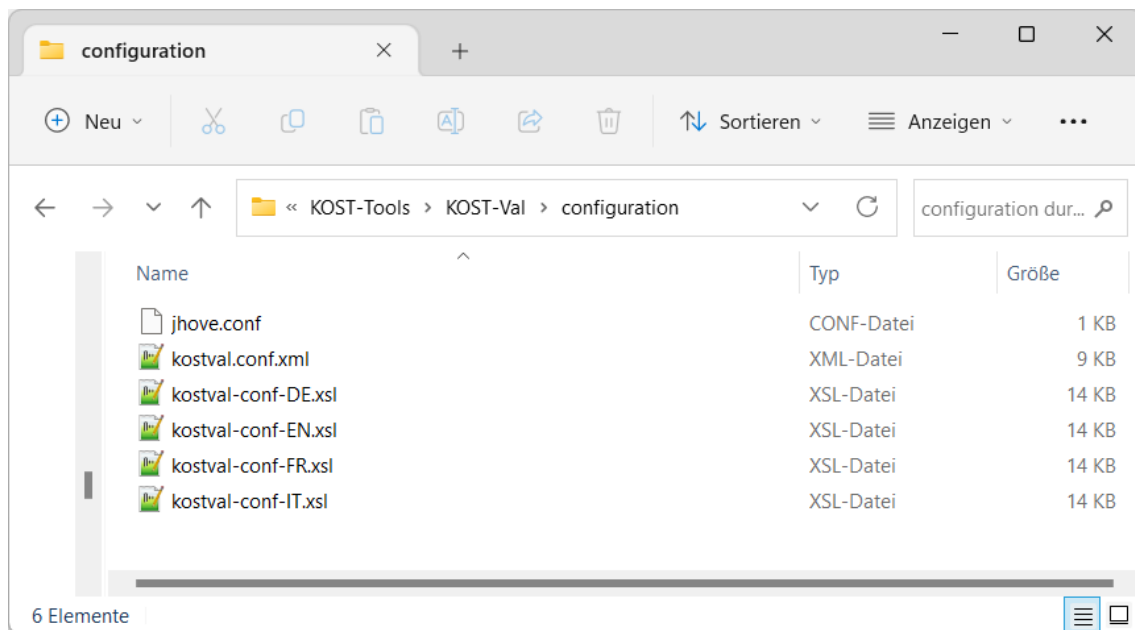 configuration
Neu Sortieren Anzeigen
« KOST-Tools > KOST-Val > configuration configuration dur...
Name Typ Größe
jhove.conf CONF-Datei 1 KB
kostval.conf.xml XML-Datei 9 KB
kostval-conf-DE.xsl XSL-Datei 14 KB
kostval-conf-EN.xsl XSL-Datei 14 KB
kostval-conf-FR.xsl XSL-Datei 14 KB
kostval-conf-IT.xsl XSL-Datei 14 KB
6 Elemente